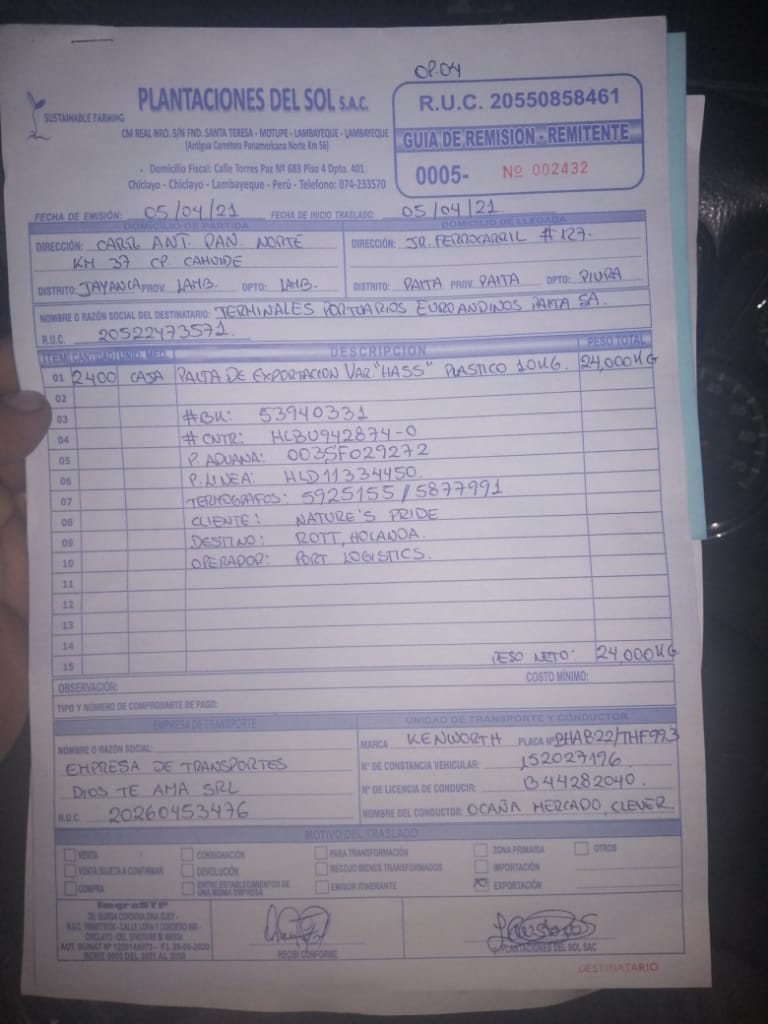 OP.04
SUSTAINABLE FARMING
PLANTACIONES DEL SOL S.A.C.
CM REAL NRO. S/N FND. SANTA TERESA - MOTUPE - LAMBAYEQUE - LAMBAYEQUE
(Antigua Carretera Panamericana Norte Km 56)
• Domicilio Fiscal: Calle Torres Paz Nº 683 Piso 4 Dpto. 401
Chiclayo - Chiclayo - Lambayeque - Perú - Telefono: 074-233570
R.U.C. 20550858461
GUIA DE REMISION - REMITENTE
0005- Nº 002432
FECHA DE EMISIÓN: 05/04/21 FECHA DE INICIO TRASLADO: 05/04/21
DOMICILIO DE PARTIDA DOMICILIO DE LLEGADA
DIRECCIÓN: CARR. ANT. PAN. NORTE DIRECCIÓN: JR. FERROCARRIL #127.
KM 37 CP. CAHUIDE
DISTRITO: JAYANCA PROV. LAMB. DPTO: LAMB. DISTRITO: PAITA PROV. PAITA DPTO: PIURA
NOMBRE O RAZÓN SOCIAL DEL DESTINATARIO: TERMINALES PORTUARIOS EUROANDINOS PAITA SA.
R.U.C. 20522473571.
ITEM CANTIDAD UNID. MED. DESCRIPCION PESO TOTAL
01 2400 CAJA PALTA DE EXPORTACION VAR. "HASS" PLASTICO 10KG. 24,000KG
02
03 #BK: 53940331
04 #CNTR: HLBU942874-0
05 P. ADUANA: 0035F029272
06 P. LINEA: HLD11334450.
07 TERMOGRAFOS: 5925155/5877991
08 CLIENTE: NATURE'S PRIDE
09 DESTINO: ROTT, HOLANDA.
10 OPERADOR: PORT LOGISTICS.
11
12
13
14
15 PESO NETO: 24,000KG
OBSERVACIÓN: COSTO MÍNIMO:
TIPO Y NÚMERO DE COMPROBANTE DE PAGO:
EMPRESA DE TRANSPORTE UNIDAD DE TRANSPORTE Y CONDUCTOR
NOMBRE O RAZÓN SOCIAL: MARCA KENWORTH PLACA Nº BHA822/THF993
EMPRESA DE TRANSPORTES Nº DE CONSTANCIA VEHICULAR: 152027196
DIOS TE AMA SRL Nº DE LICENCIA DE CONDUCIR: B44282040.
R.U.C. 20260453476 NOMBRE DEL CONDUCTOR: OCAÑA MERCADO, CLEVER
MOTIVO DEL TRASLADO
VENTA CONSIGNACIÓN PARA TRANSFORMACIÓN ZONA PRIMARIA OTROS
VENTA SUJETA A CONFIRMAR DEVOLUCIÓN RECOJO BIENES TRANSFORMADOS IMPORTACIÓN
COMPRA ENTRE ESTABLECIMIENTOS DE UNA MISMA EMPRESA EMISOR ITINERANTE EXPORTACIÓN
RECIBI CONFORME
PLANTACIONES DEL SOL SAC
DESTINATARIO